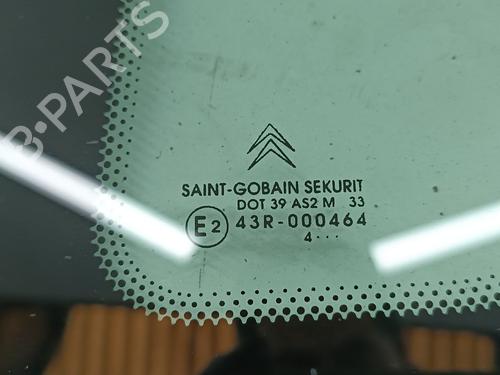 B-PARTS
SAINT-GOBAIN SEKURIT
DOT 39 AS2 M 33
E2 43R-000464
4...